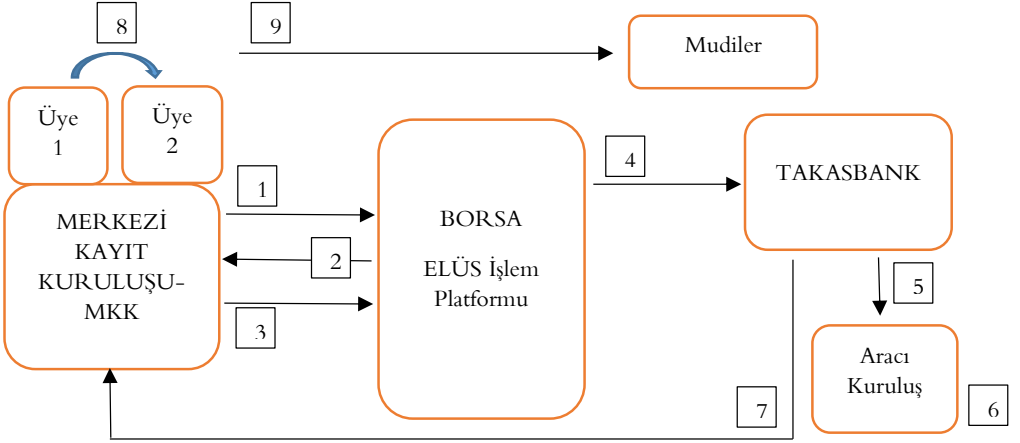 8
9
Mudiler
Üye
1
Üye
2
1
4
TAKASBANK
MERKEZİ
KAYIT
KURULUŞU-
MKK
BORSA
ELÜS İşlem
Platformu
2
3
5
Aracı
Kuruluş
6
7